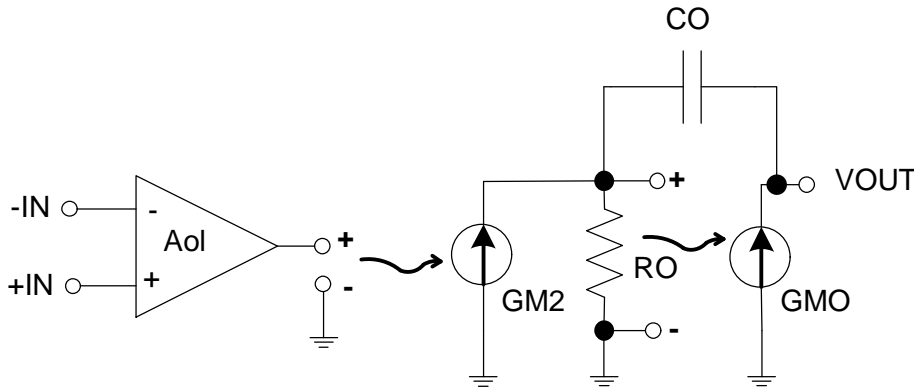 CO
+
VOUT
-IN
-
Aol
+
-
+IN
+
GM2
RO
-
GMO